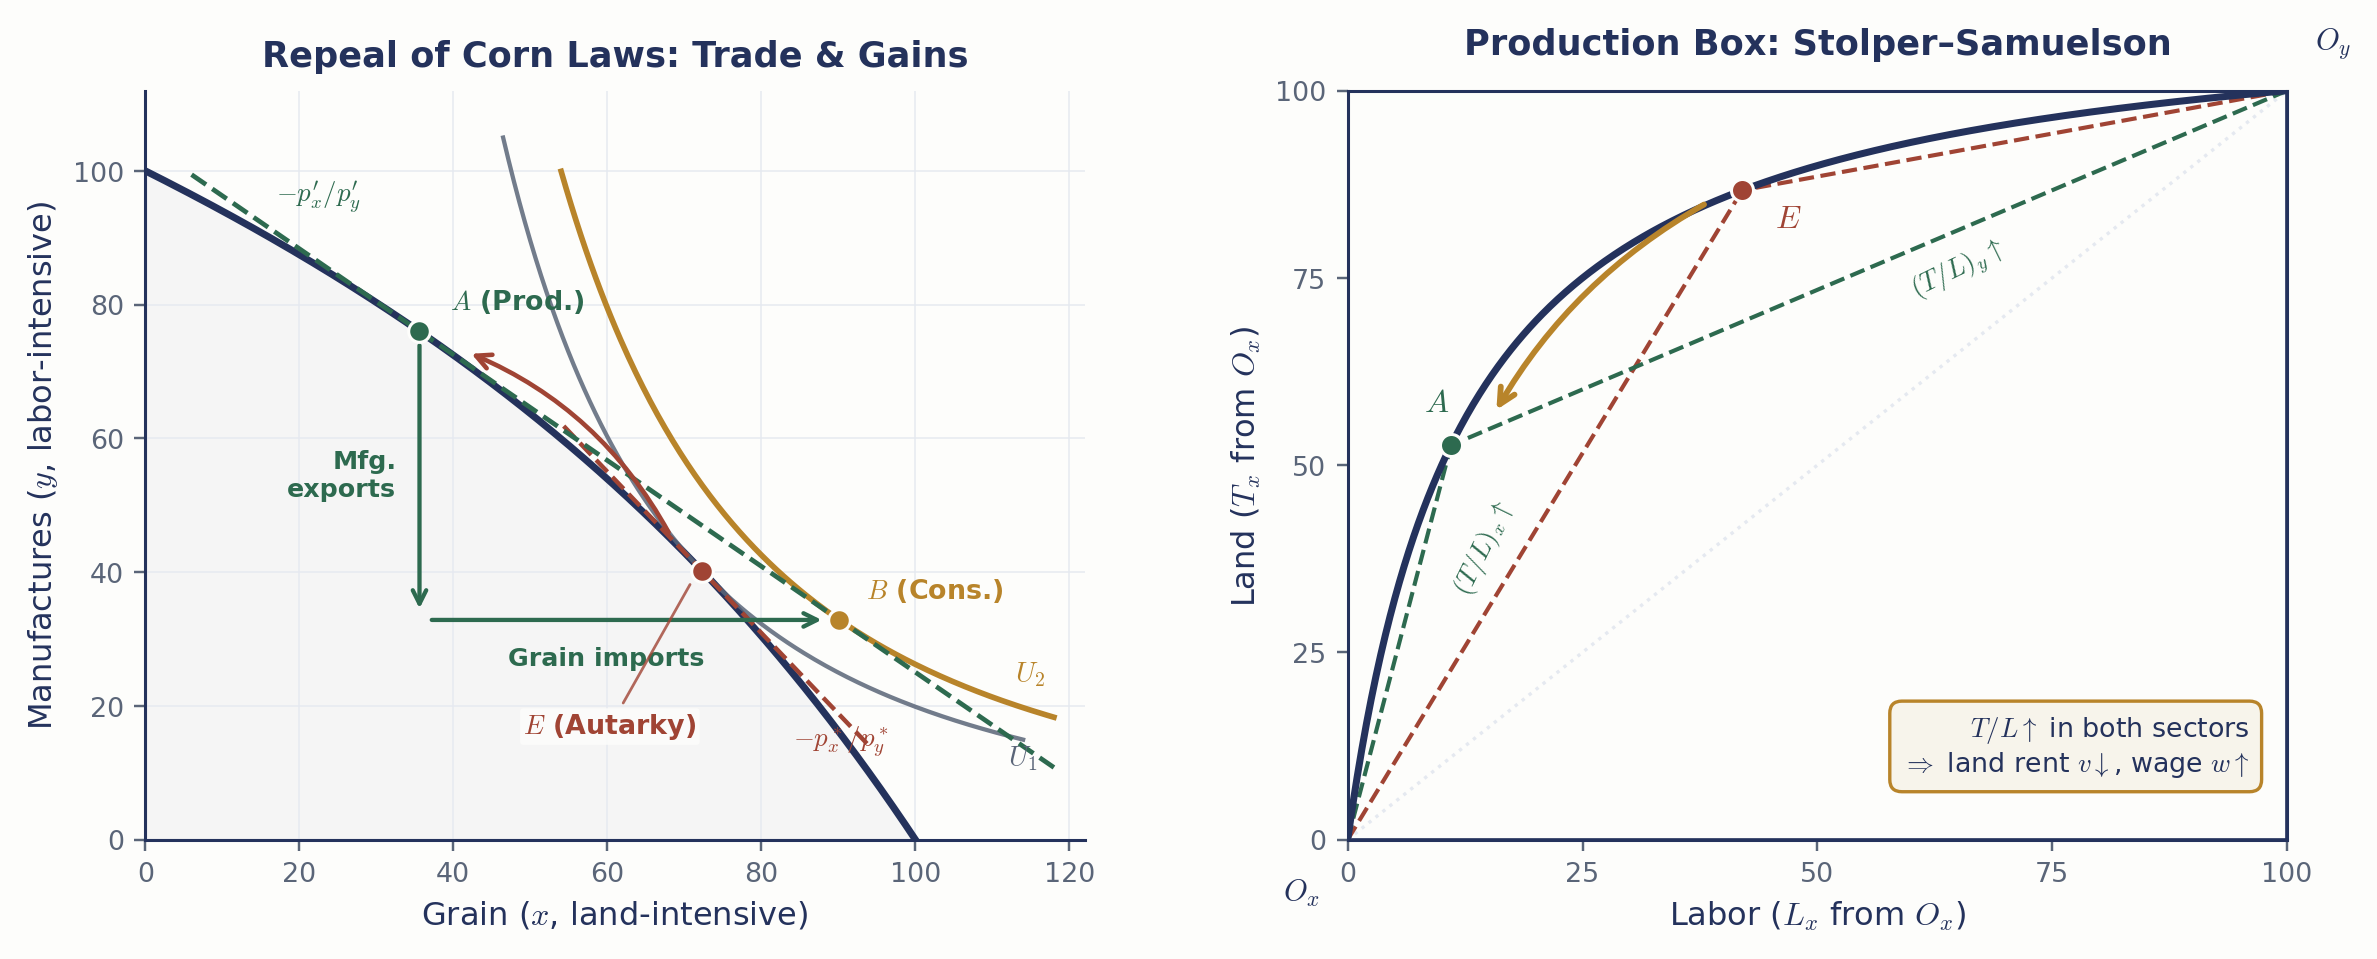 Repeal of Corn Laws: Trade & Gains
Manufactures (y, labor-intensive)
100
80
60
40
20
0
−p′x/p′y
A (Prod.)
Mfg.
exports
B (Cons.)
Grain imports
U2
E (Autarky)
−p*x/p*y
U1
0 20 40 60 80 100 120
Grain (x, land-intensive)
Production Box: Stolper–Samuelson
Oy
Land (Tx from Ox)
100
75
50
25
0
E
(T/L)y↑
A
(T/L)x↑
T/L↑ in both sectors
⇒ land rent v↓, wage w↑
0 25 50 75 100
Ox
Labor (Lx from Ox)